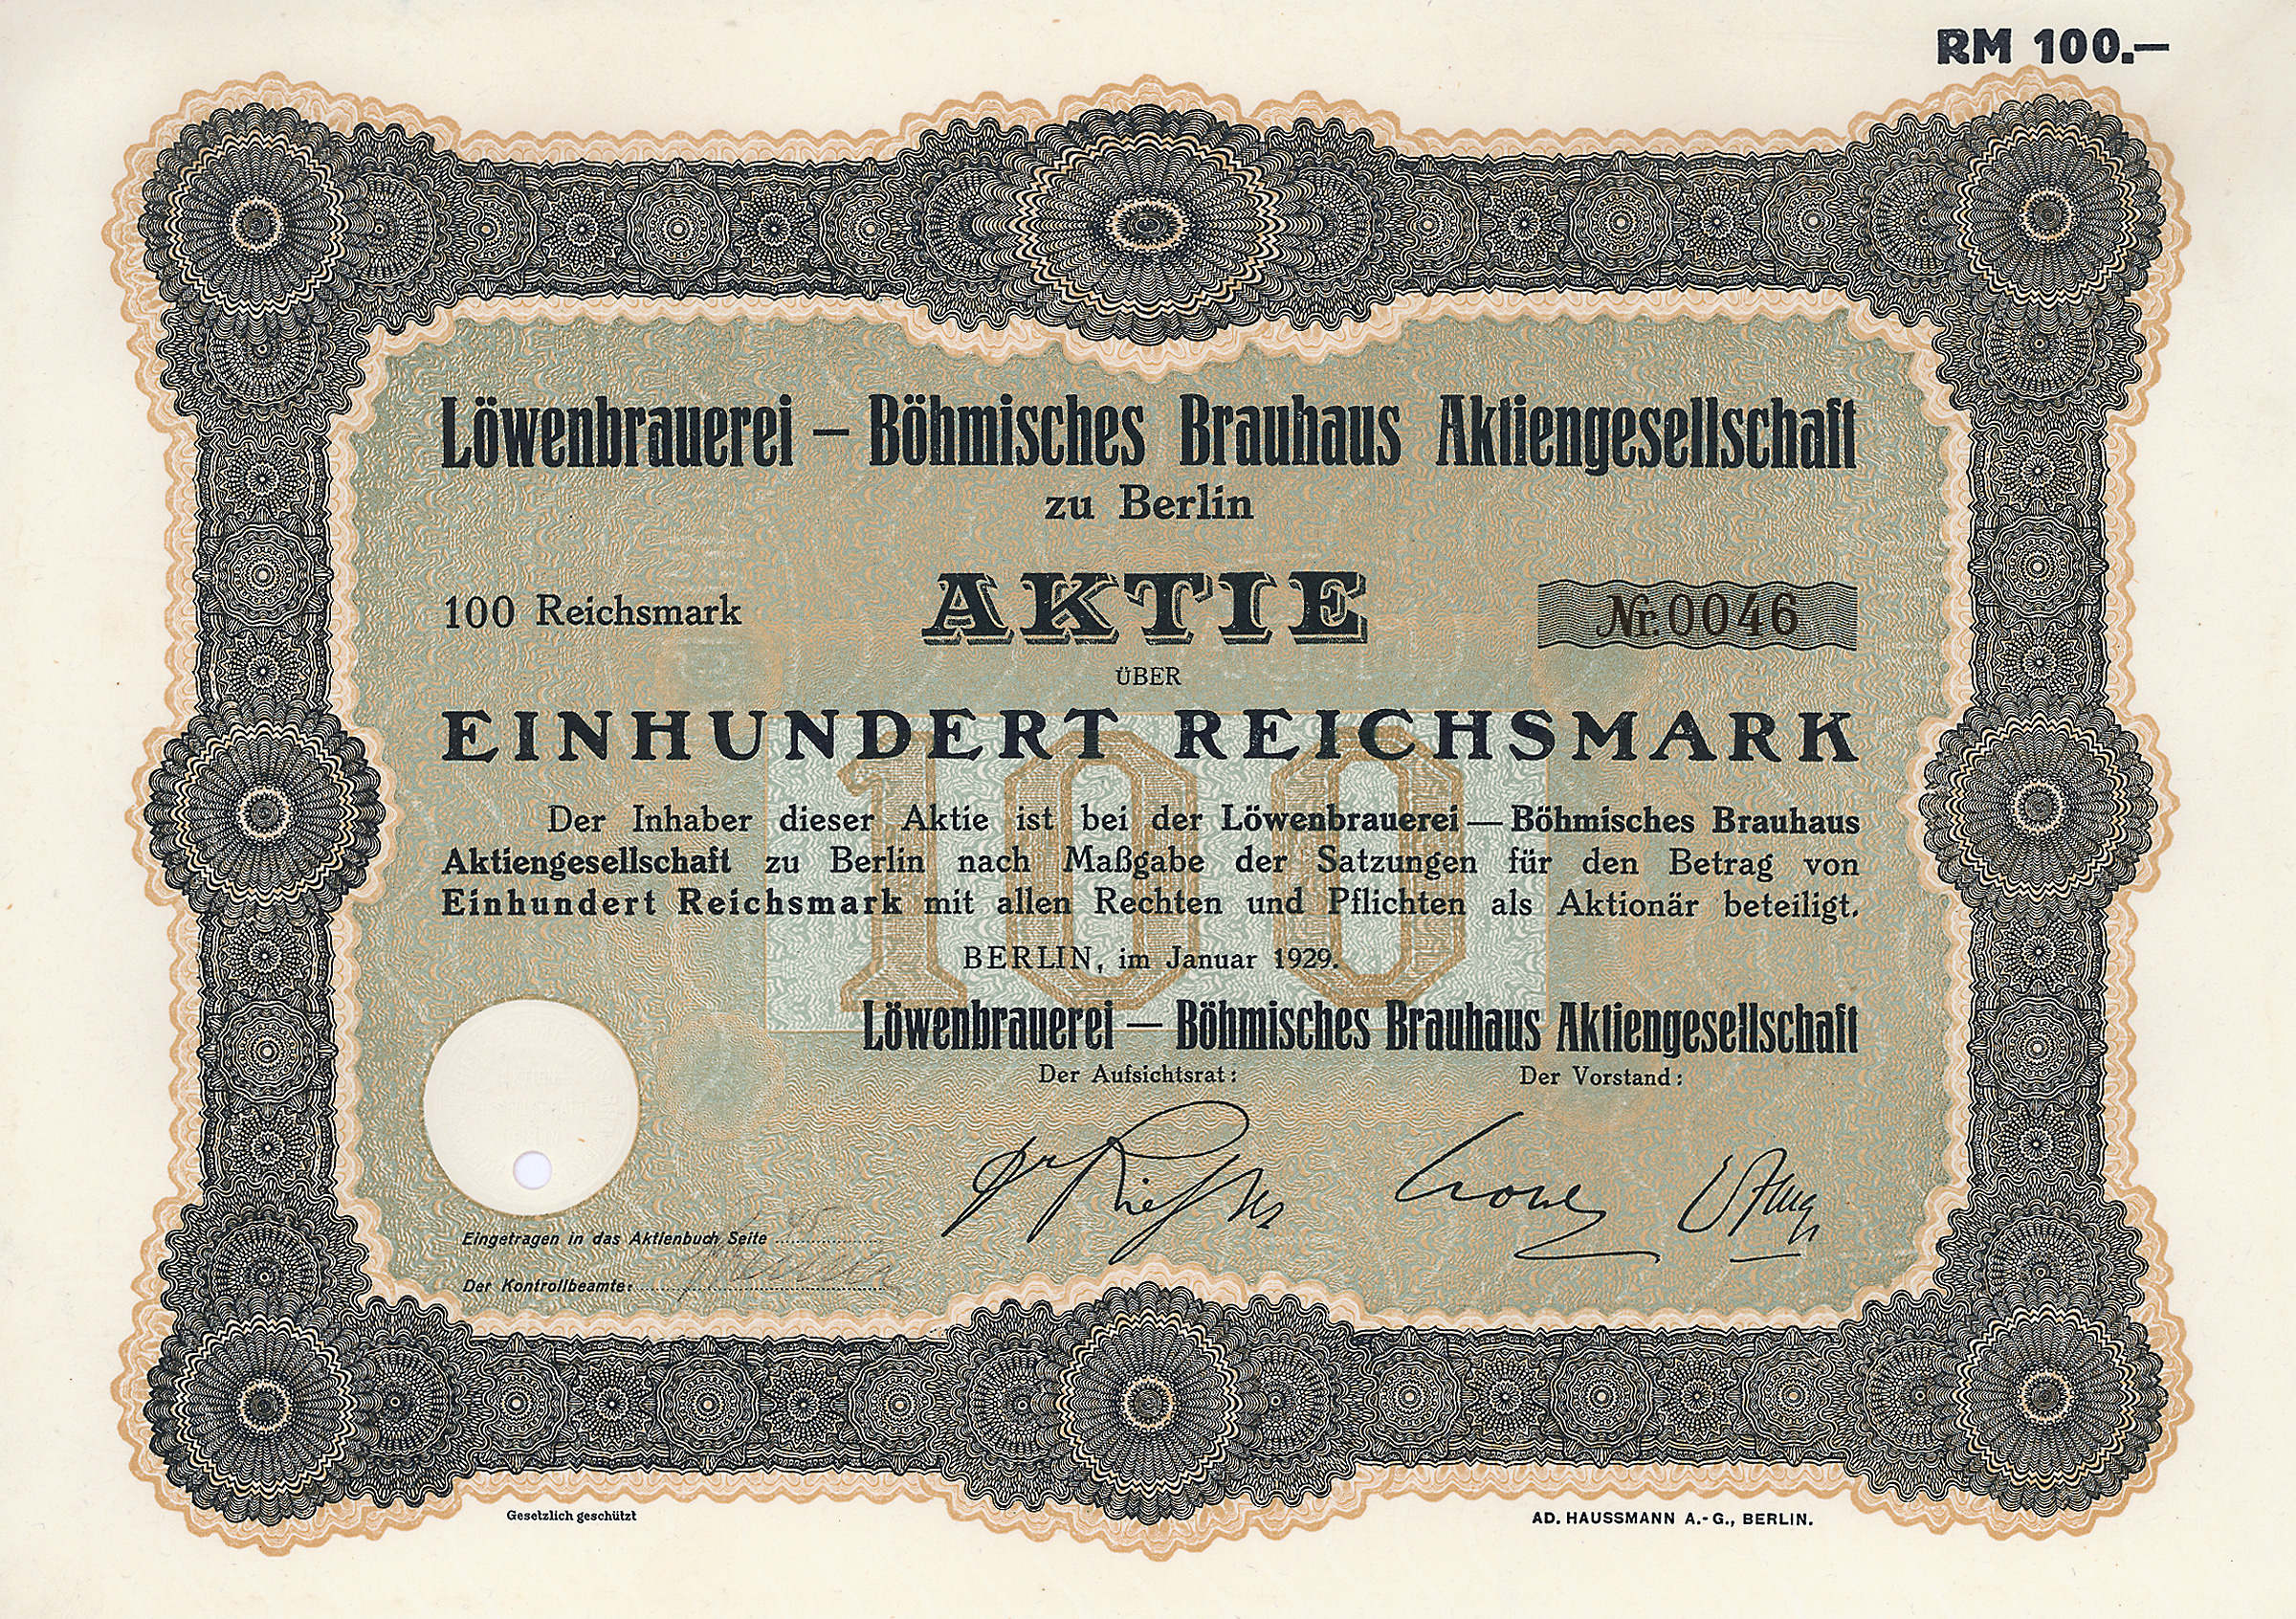 RM 100.—
Löwenbrauerei — Böhmisches Brauhaus Aktiengesellschaft
zu Berlin
100 Reichsmark
AKTIE
Nr. 0046
ÜBER
EINHUNDERT REICHSMARK
100
Der Inhaber dieser Aktie ist bei der Löwenbrauerei — Böhmisches Brauhaus
Aktiengesellschaft zu Berlin nach Maßgabe der Satzungen für den Betrag von
Einhundert Reichsmark mit allen Rechten und Pflichten als Aktionär beteiligt.
BERLIN, im Januar 1929.
Löwenbrauerei — Böhmisches Brauhaus Aktiengesellschaft
Der Aufsichtsrat:
Der Vorstand:
Eingetragen in das Aktienbuch Seite
Der Kontrollbeamte:
Gesetzlich geschützt
AD. HAUSSMANN A.-G., BERLIN.